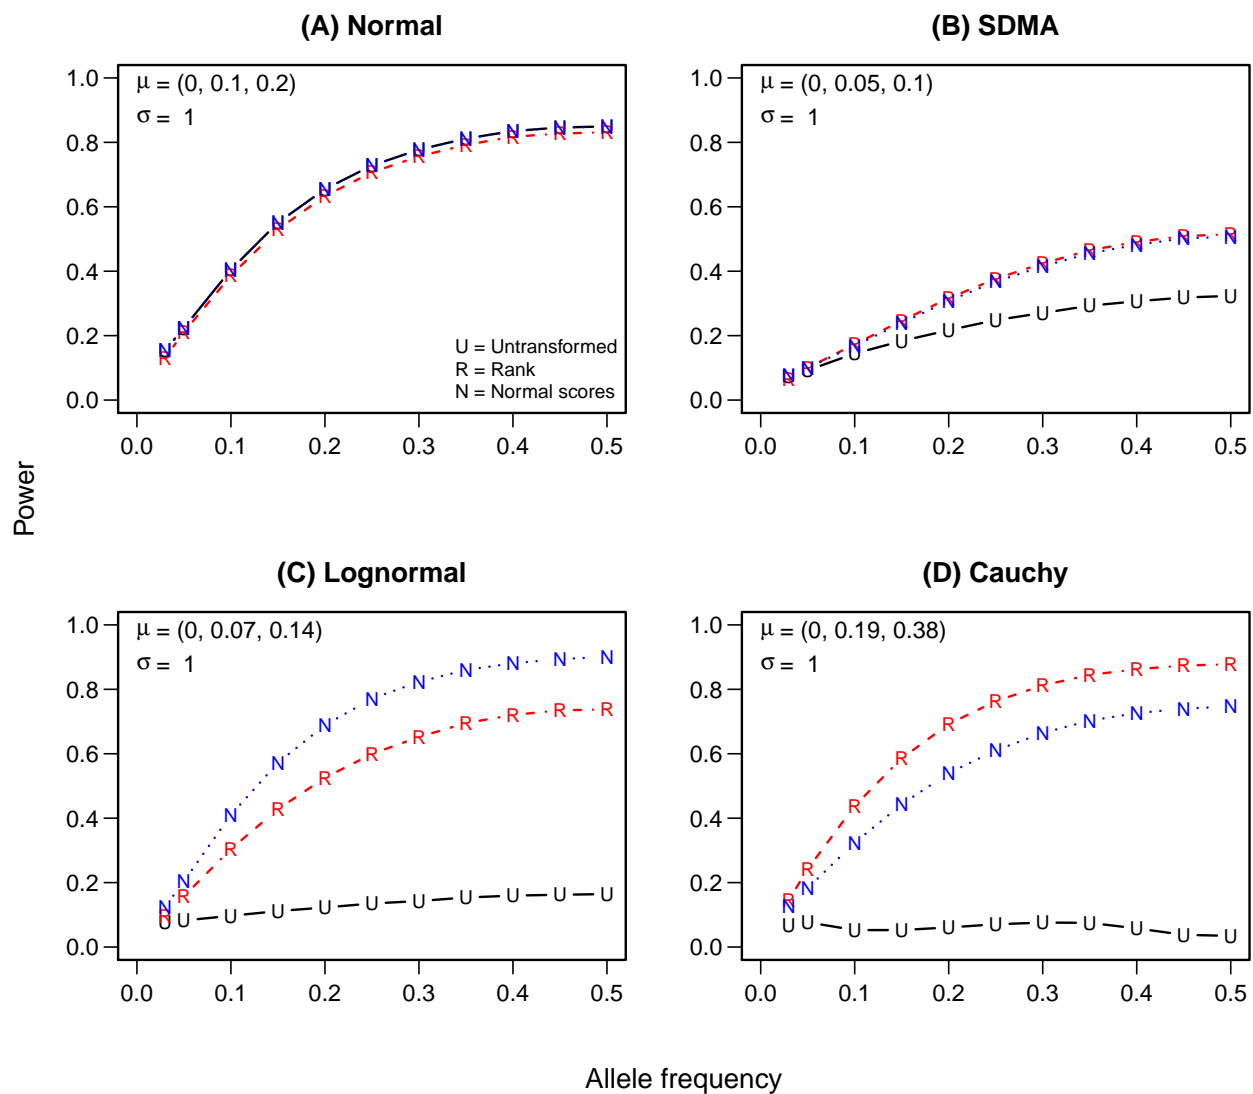 (A) Normal
μ = (0, 0.1, 0.2)
σ = 1
1.0
0.8
0.6
0.4
0.2
0.0
0.0 0.1 0.2 0.3 0.4 0.5
U = Untransformed
R = Rank
N = Normal scores
(B) SDMA
μ = (0, 0.05, 0.1)
σ = 1
1.0
0.8
0.6
0.4
0.2
0.0
0.0 0.1 0.2 0.3 0.4 0.5
Power
(C) Lognormal
μ = (0, 0.07, 0.14)
σ = 1
1.0
0.8
0.6
0.4
0.2
0.0
0.0 0.1 0.2 0.3 0.4 0.5
(D) Cauchy
μ = (0, 0.19, 0.38)
σ = 1
1.0
0.8
0.6
0.4
0.2
0.0
0.0 0.1 0.2 0.3 0.4 0.5
Allele frequency